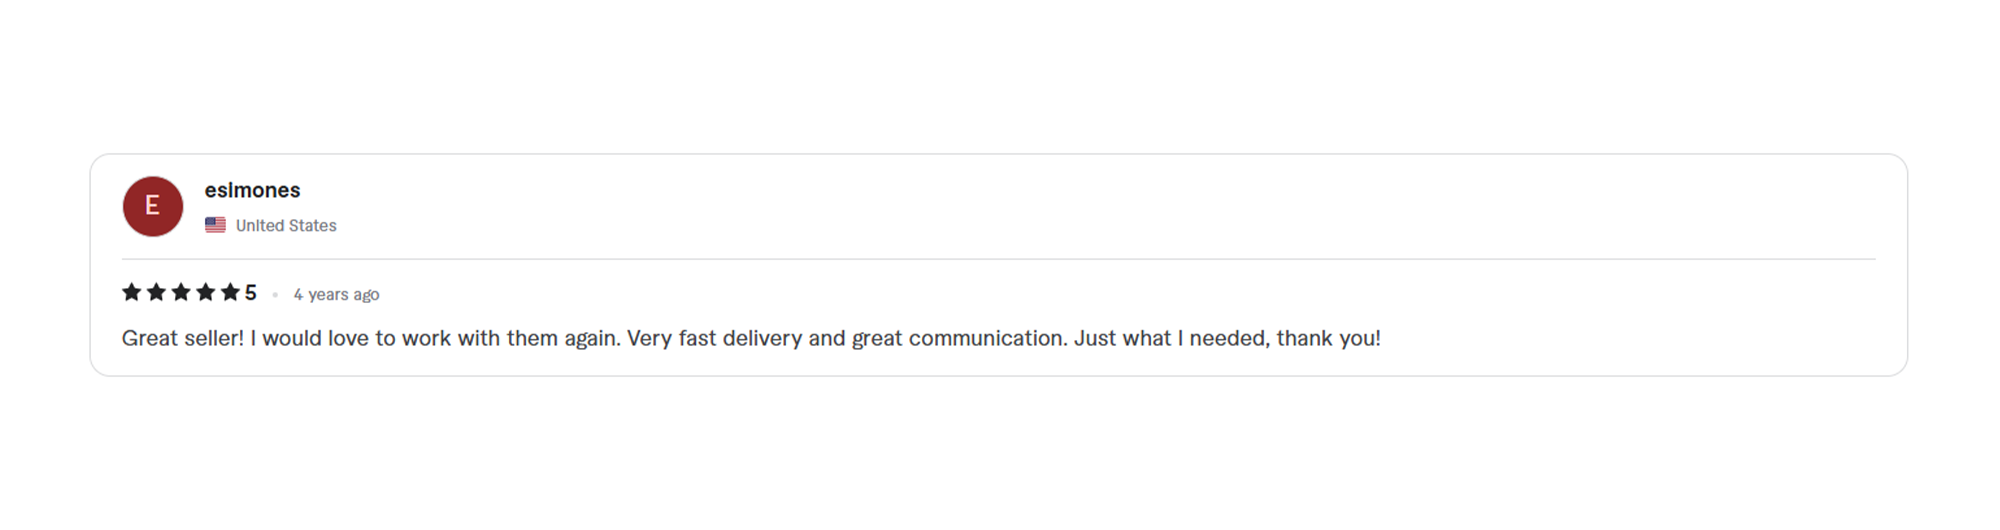 E
eslmones
United States
5 • 4 years ago
Great seller! I would love to work with them again. Very fast delivery and great communication. Just what I needed, thank you!